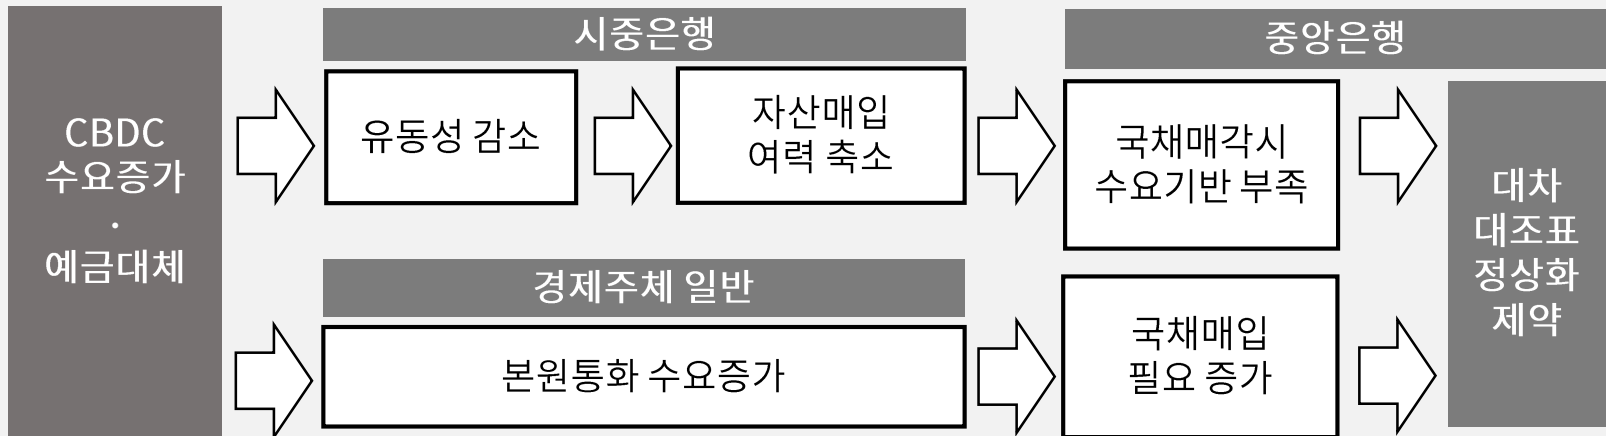 CBDC
수요증가
·
예금대체
시중은행
유동성 감소
자산매입
여력 축소
경제주체 일반
본원통화 수요증가
중앙은행
국채매각시
수요기반 부족
국채매입
필요 증가
대차
대조표
정상화
제약